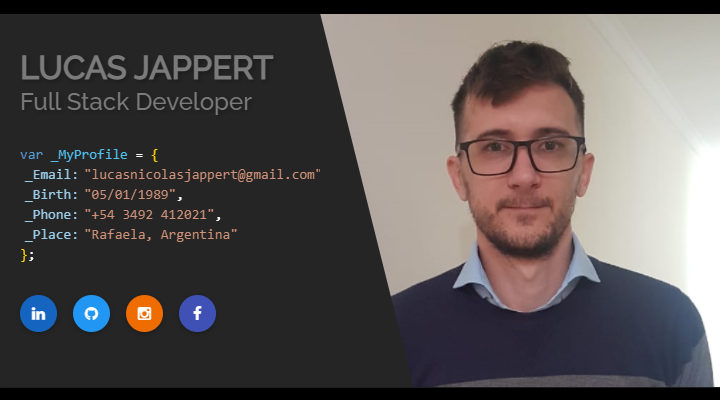 LUCAS JAPPERT
Full Stack Developer
var _MyProfile = {
_Email: "lucasnicolasjappert@gmail.com"
_Birth: "05/01/1989",
_Phone: "+54 3492 412021",
_Place: "Rafaela, Argentina"
};
in f